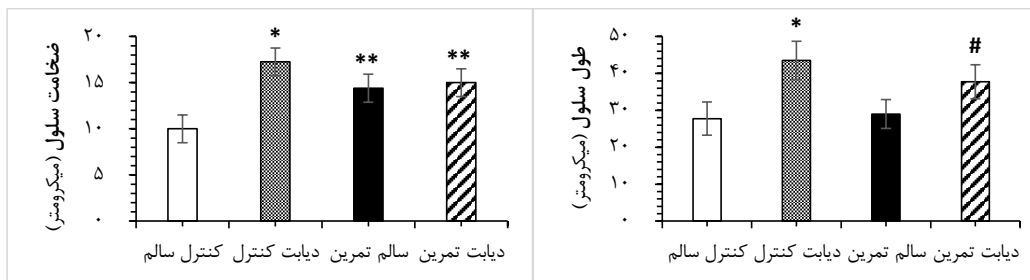 ضخامت سلول (میکرومتر)
۲۰
۱۵
۱۰
۵
۰
*
**
**
کنترل سالم
دیابت کنترل
سالم تمرین
دیابت تمرین
طول سلول (میکرومتر)
۵۰
۴۰
۳۰
۲۰
۱۰
۰
*
#
کنترل سالم
دیابت کنترل
سالم تمرین
دیابت تمرین